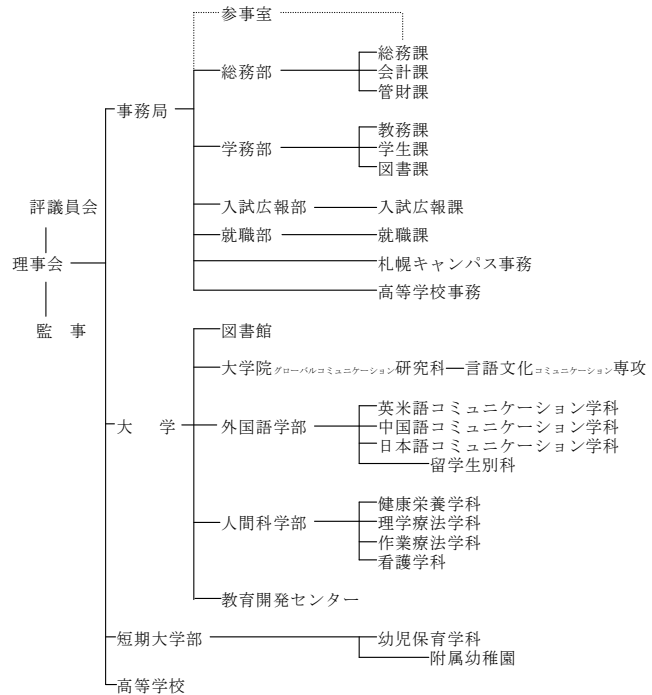 参事室
総務課
総務部 会計課
管財課
事務局
教務課
学務部 学生課
図書課
評議員会 入試広報部 入試広報課
就職部 就職課
理事会 札幌キャンパス事務
高等学校事務
監 事 図書館
大学院グローバルコミュニケーション研究科 言語文化コミュニケーション専攻
英米語コミュニケーション学科
大 学 外国語学部 中国語コミュニケーション学科
日本語コミュニケーション学科
留学生別科
健康栄養学科
人間科学部 理学療法学科
作業療法学科
看護学科
教育開発センター
短期大学部 幼児保育学科
附属幼稚園
高等学校